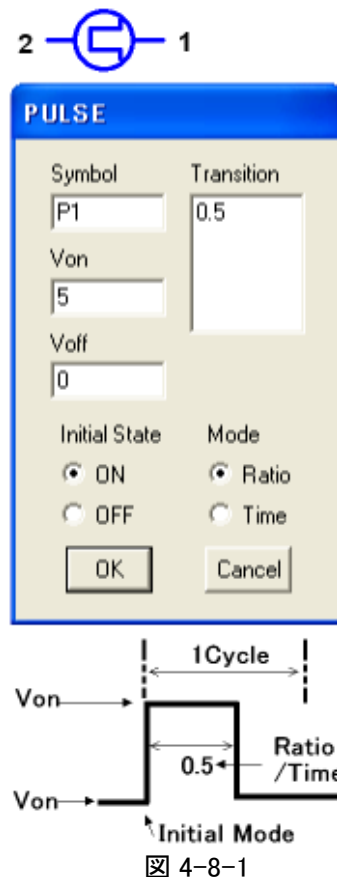 2 1
PULSE
Symbol Transition
P1 0.5
Von
5
Voff
0
Initial State Mode
ON Ratio
OFF Time
OK Cancel
1Cycle
Von
0.5 Ratio
/Time
Von
Initial Mode
図 4-8-1